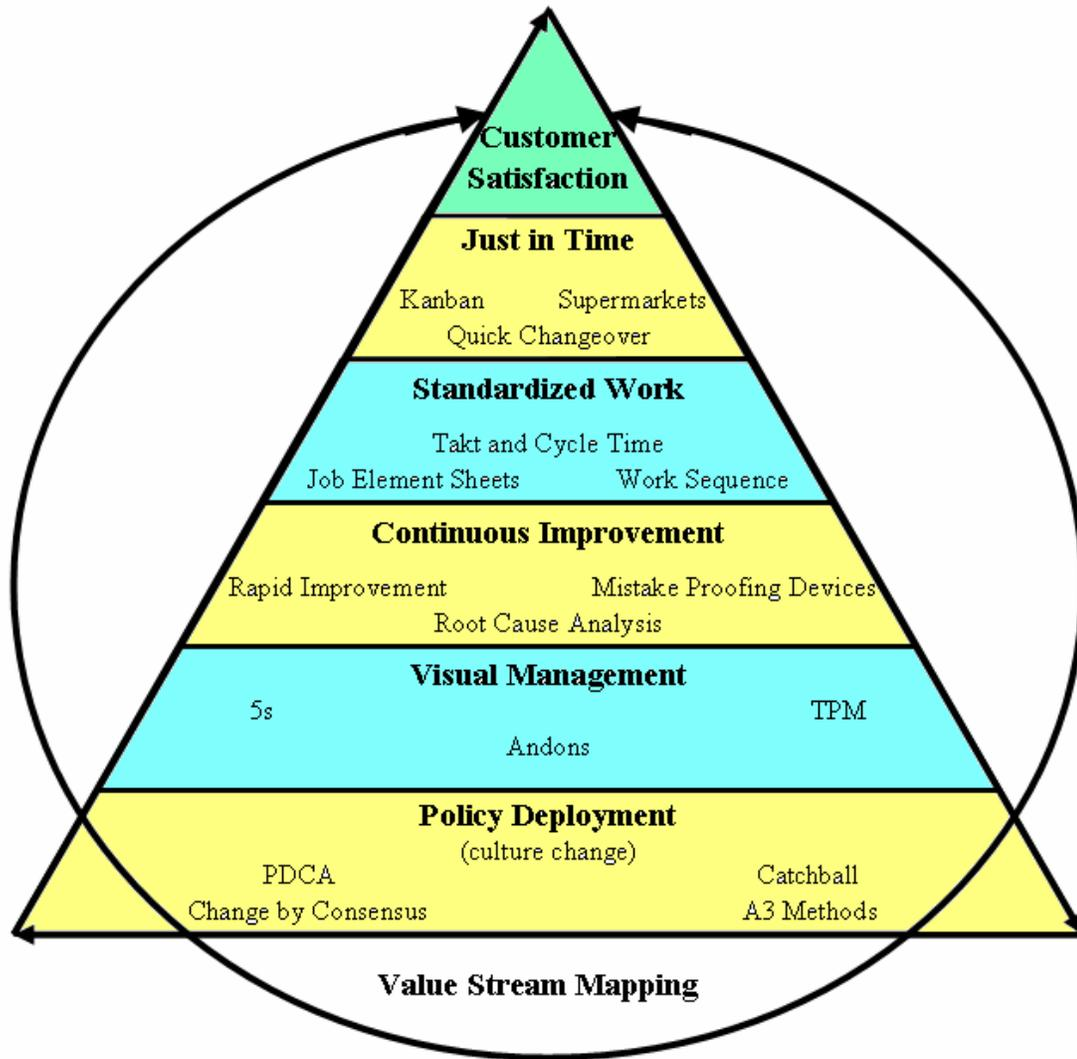 Customer
Satisfaction
Just in Time
Kanban Supermarkets
Quick Changeover
Standardized Work
Takt and Cycle Time
Job Element Sheets Work Sequence
Continuous Improvement
Rapid Improvement Mistake Proofing Devices
Root Cause Analysis
Visual Management
5s TPM
Andons
Policy Deployment
(culture change)
PDCA Catchball
Change by Consensus A3 Methods
Value Stream Mapping